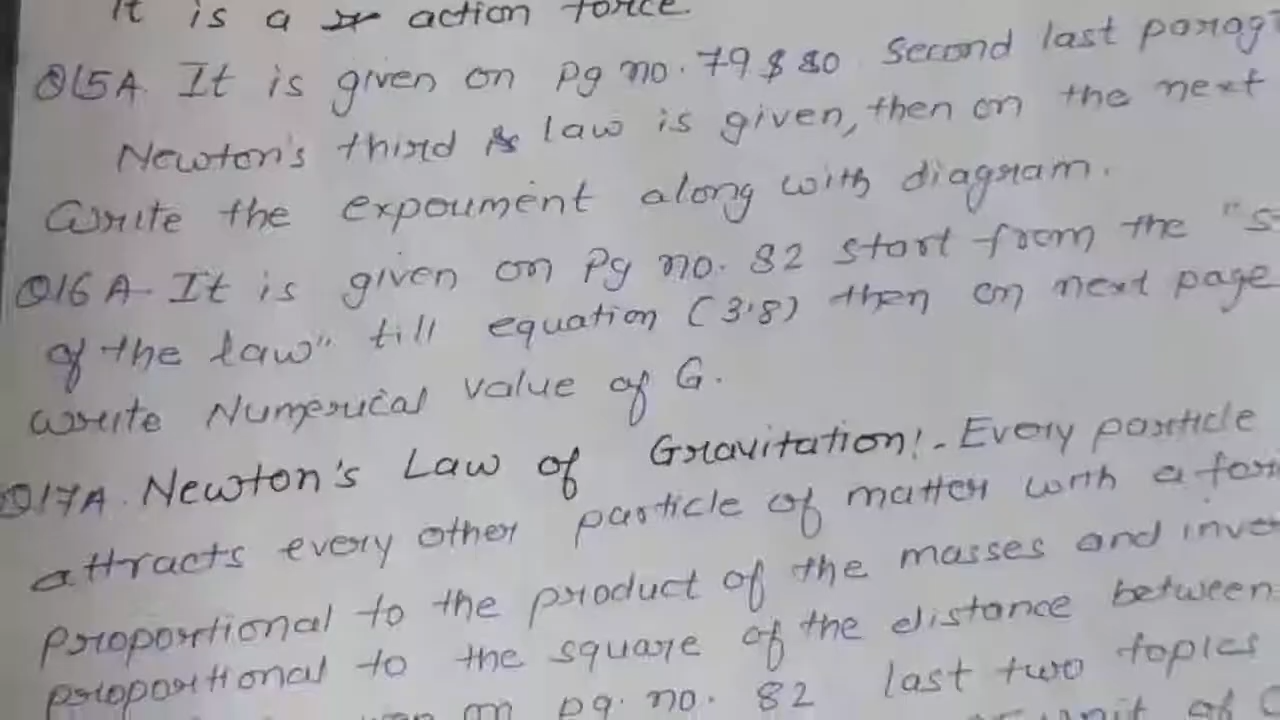 It is a action force.
Q15A. It is given on pg no. 79 & 80 second last parag
Newton's third law is given, then on the next
Write the expoument along with diagram.
Q16 A. It is given on Pg no. 82 start from the "S
of the law" till equation (3.8) then on next page
write Numerical value of G.
Q17A. Newton's Law of Gravitation:- Every particle
attracts every other particle of matter with a for
proportional to the product of the masses and inve
proportional to the square of the distance between
on pg. no. 82 last two topics
unit of G